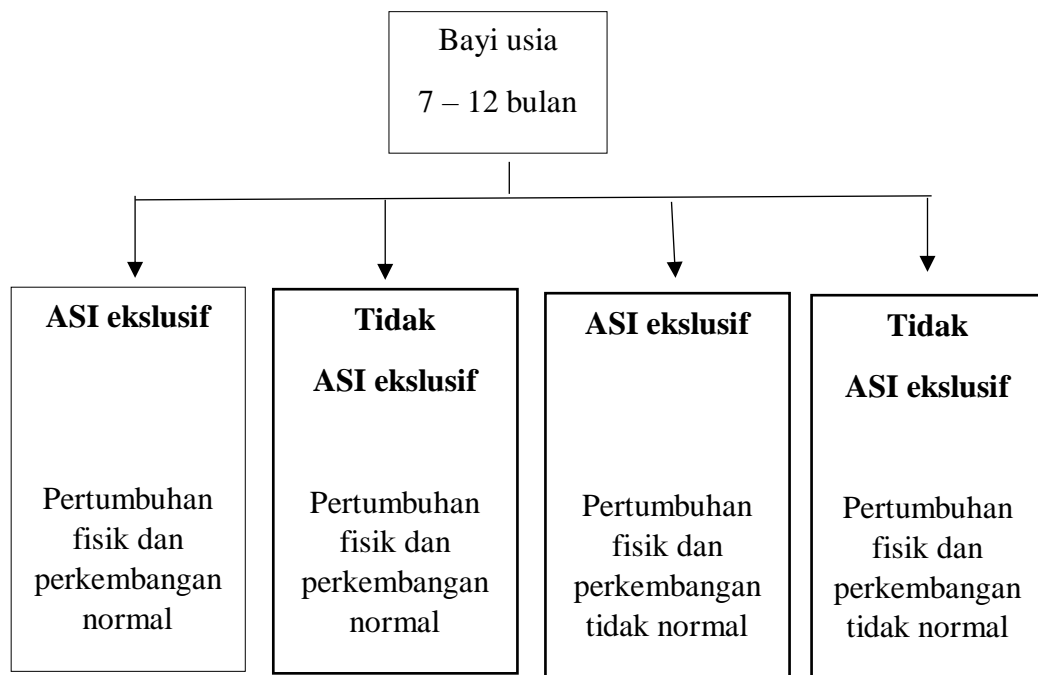 Bayi usia
7 – 12 bulan
ASI ekslusif
Pertumbuhan
fisik dan
perkembangan
normal
Tidak
ASI ekslusif
Pertumbuhan
fisik dan
perkembangan
normal
ASI ekslusif
Pertumbuhan
fisik dan
perkembangan
tidak normal
Tidak
ASI ekslusif
Pertumbuhan
fisik dan
perkembangan
tidak normal